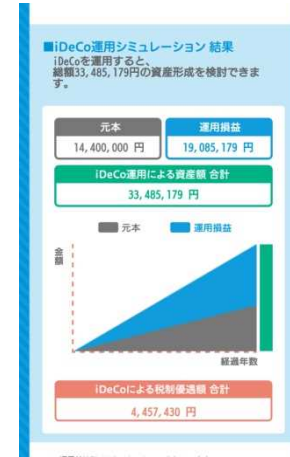 ■iDeCo運用シミュレーション 結果
iDeCoを運用すると、
総額33,485,179円の資産形成を検討できま
す。
元本
運用損益
14,400,000 円
19,085,179 円
iDeCo運用による資産額 合計
33,485,179 円
元本
運用損益
金額
経過年数
iDeCoによる税制優遇額 合計
4,457,430 円